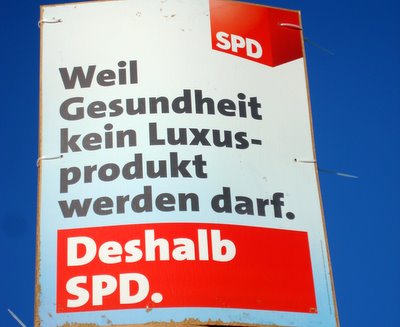 SPD
Weil
Gesundheit
kein Luxus-
produkt
werden darf.
Deshalb
SPD.